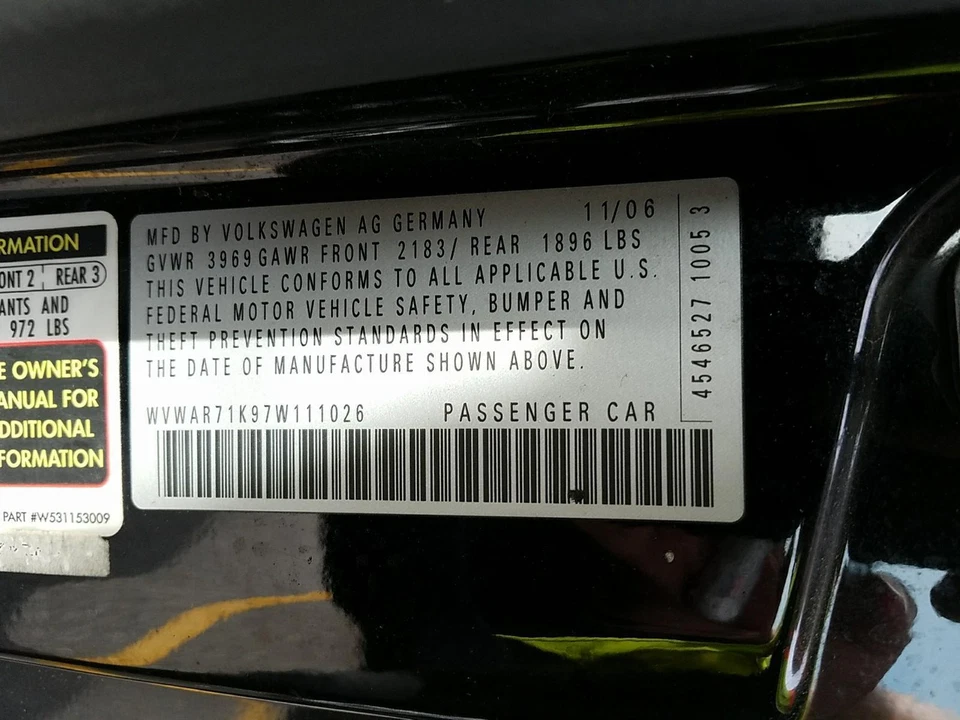 RMATION
ONT 2 REAR 3
ANTS AND
972 LBS
E OWNER'S
ANUAL FOR
DDITIONAL
FORMATION
PART #W531153009
MFD BY VOLKSWAGEN AG GERMANY 11/06
GVWR 3969 GAWR FRONT 2183/ REAR 1896 LBS
THIS VEHICLE CONFORMS TO ALL APPLICABLE U.S.
FEDERAL MOTOR VEHICLE SAFETY, BUMPER AND
THEFT PREVENTION STANDARDS IN EFFECT ON
THE DATE OF MANUFACTURE SHOWN ABOVE.
WVWAR71K97W111026 PASSENGER CAR
4546527 1005 3